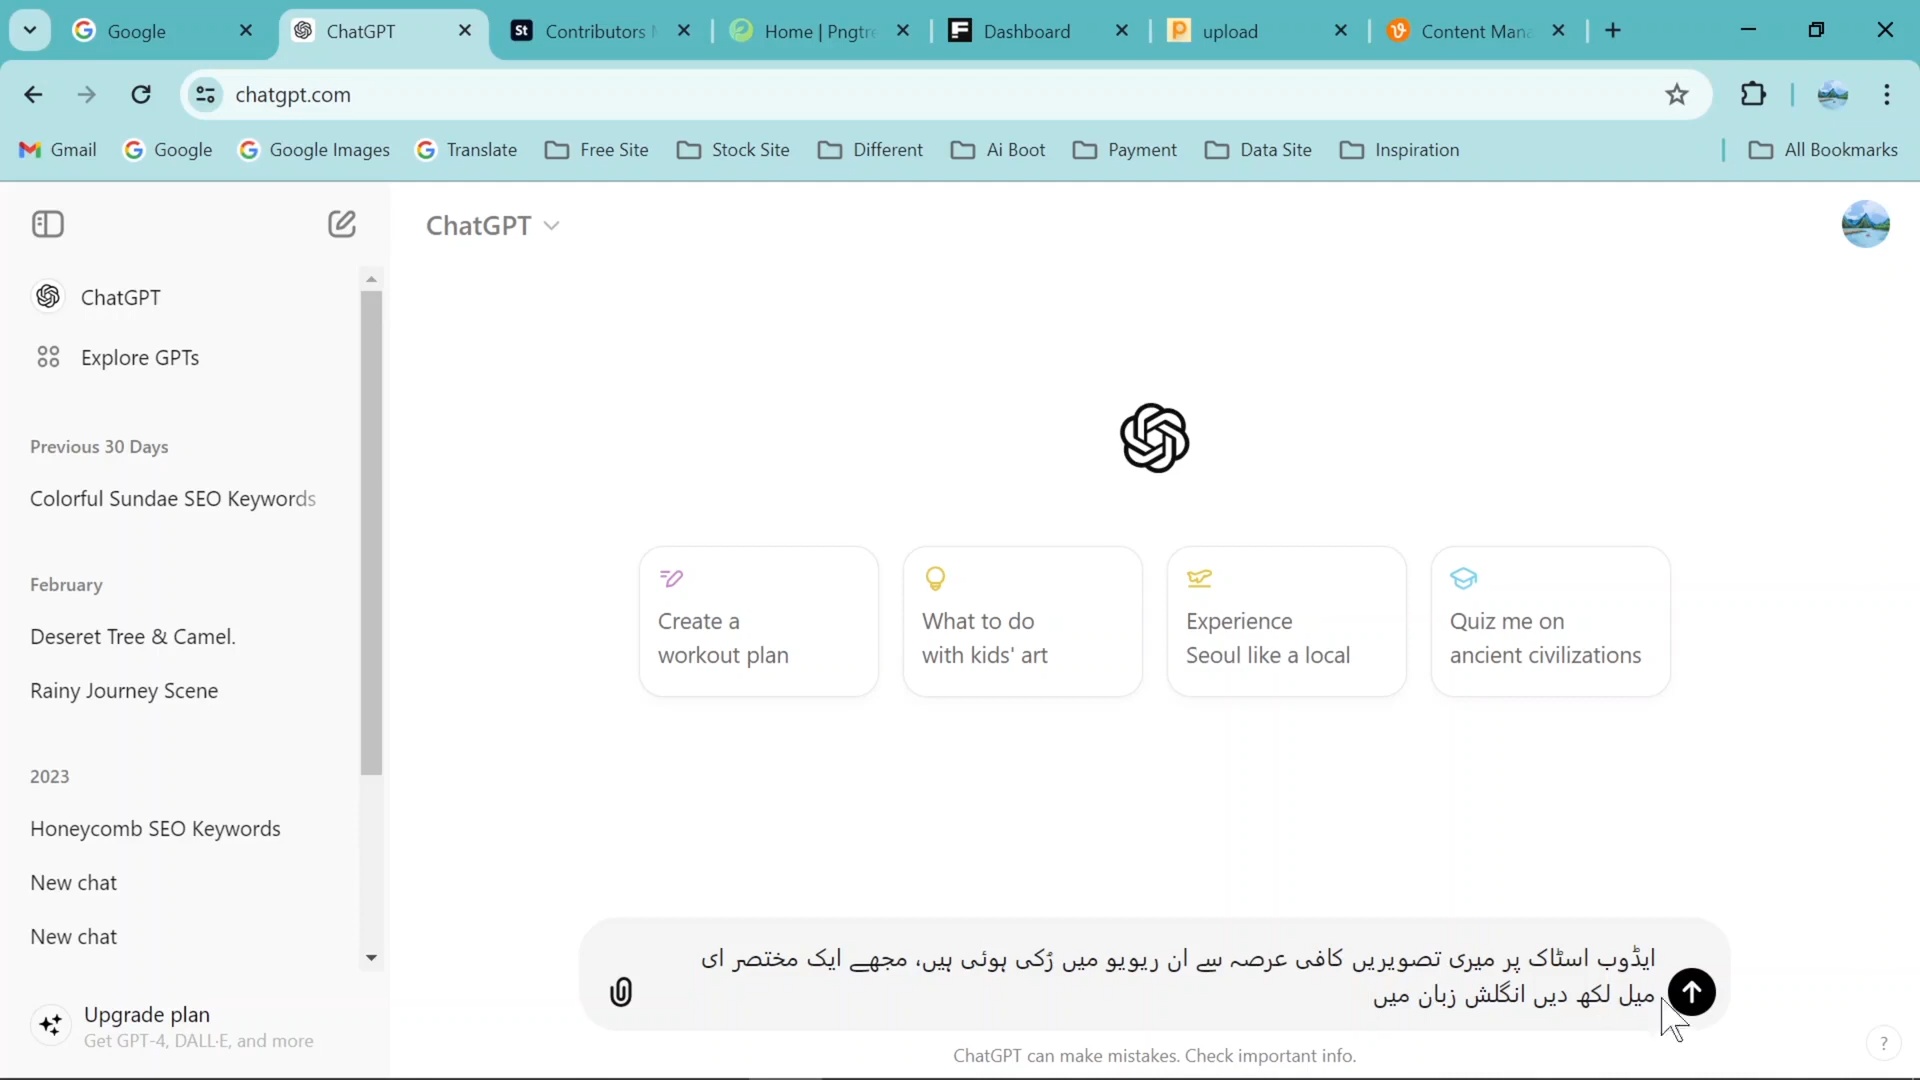 Google
ChatGPT
St Contributors
Home | Pngtre
Dashboard
upload
Content Mana
chatgpt.com
Gmail
Google
Google Images
Translate
Free Site
Stock Site
Different
Ai Boot
Payment
Data Site
Inspiration
All Bookmarks
ChatGPT
ChatGPT
Explore GPTs
Previous 30 Days
Colorful Sundae SEO Keywords
February
Deseret Tree & Camel.
Rainy Journey Scene
2023
Honeycomb SEO Keywords
New chat
New chat
Upgrade plan
Get GPT-4, DALL·E, and more
Create a
workout plan
What to do
with kids' art
Experience
Seoul like a local
Quiz me on
ancient civilizations
ایڈوب اسٹاک پر میری تصویریں کافی عرصہ سے ان ریویو میں رُکی ہوئی ہیں، مجھے ایک مختصر ای
میل لکھ دیں انگلش زبان میں
ChatGPT can make mistakes. Check important info.
?